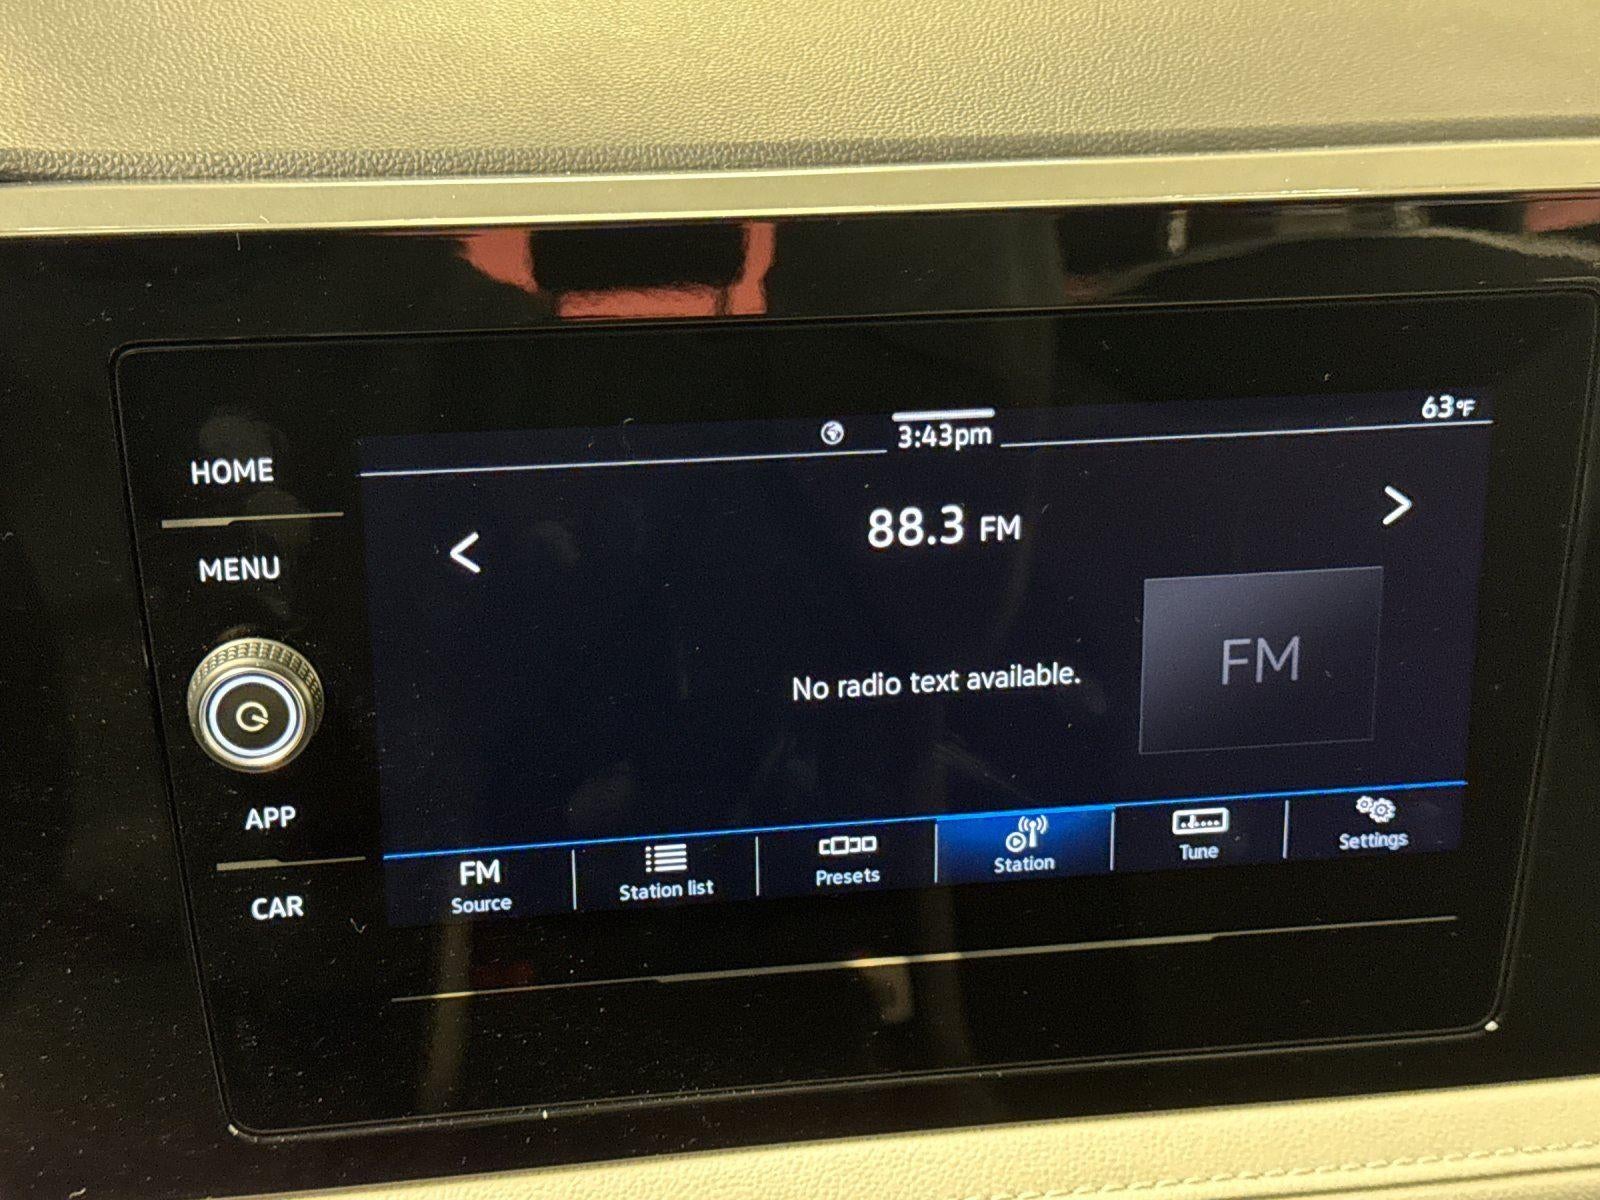 HOME
MENU
APP
CAR
3:43pm
63°F
88.3 FM
No radio text available.
FM
FM
Source
Station list
Presets
Station
Tune
Settings